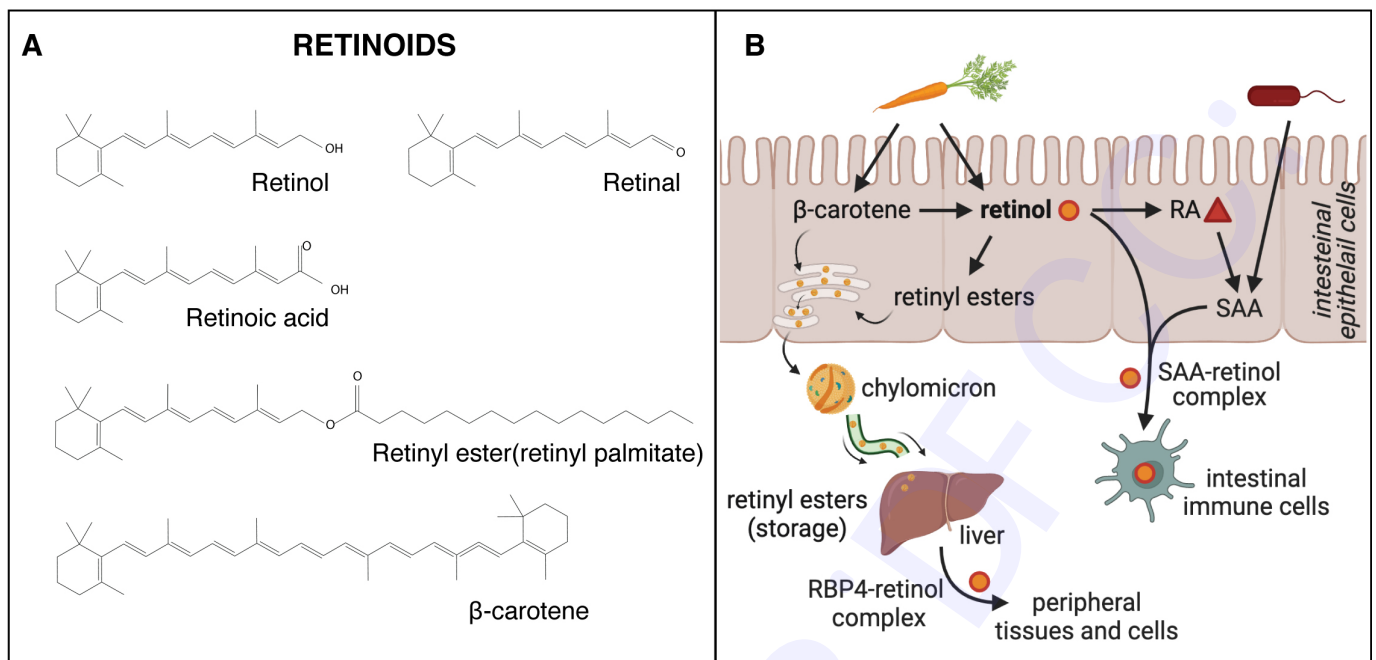 A
RETINOIDS
OH
Retinol
O
Retinal
O
OH
Retinoic acid
O
O
Retinyl ester(retinyl palmitate)
β-carotene
B
β-carotene
retinol
RA
retinyl esters
SAA
intesteinal
epithelail cells
chylomicron
SAA-retinol
complex
retinyl esters
(storage)
liver
intestinal
immune cells
RBP4-retinol
complex
peripheral
tissues and cells